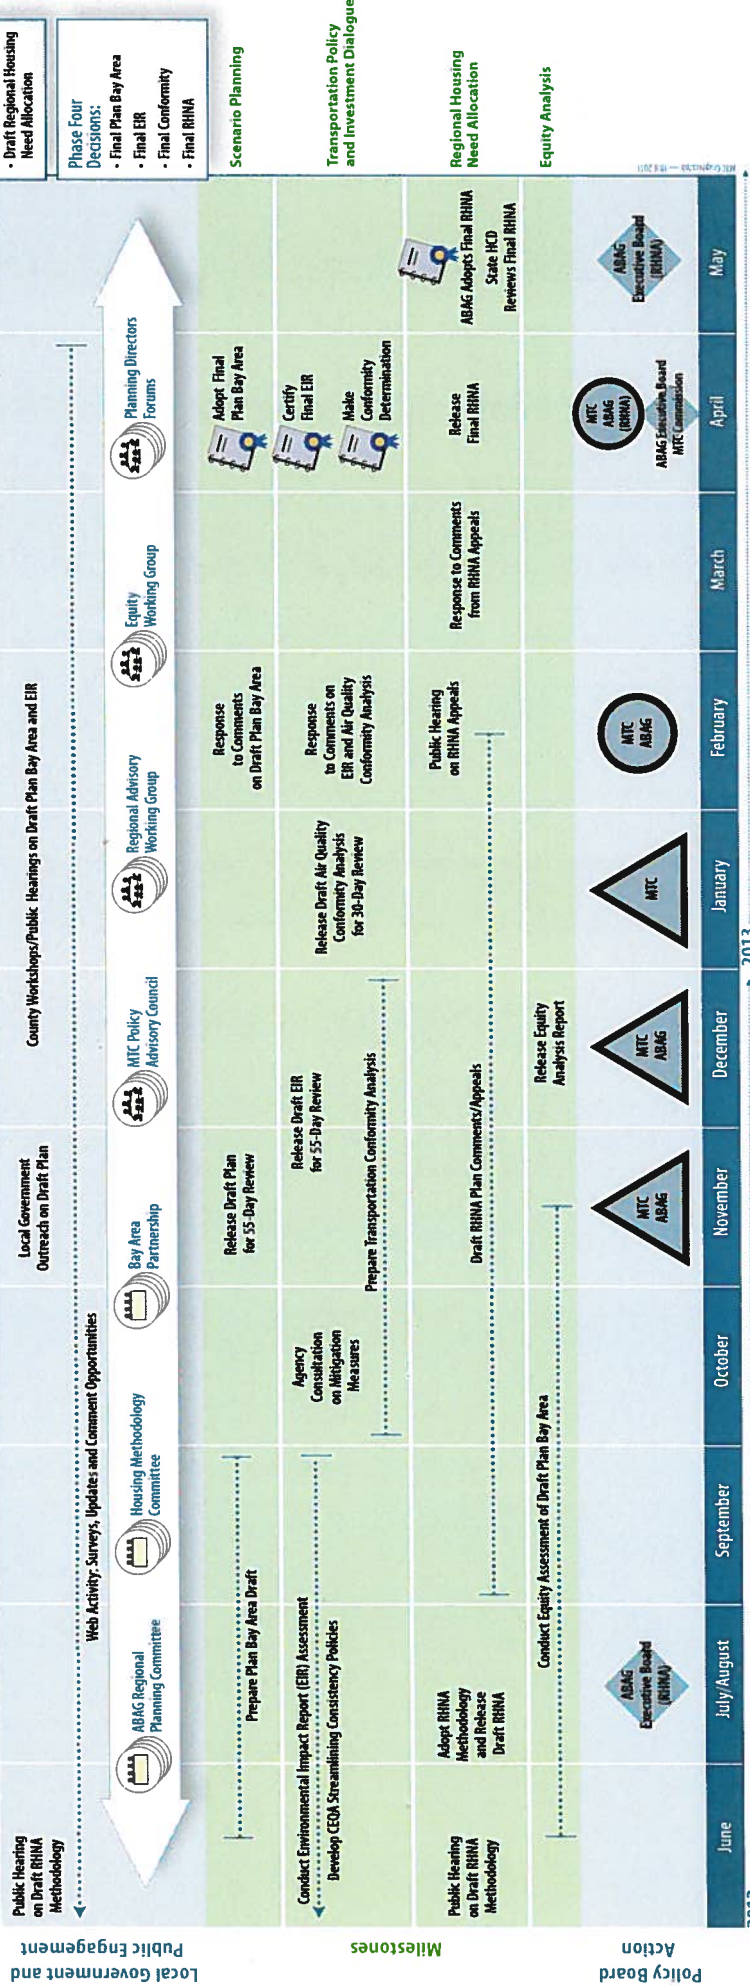 • Draft Regional Housing
Need Allocation
Phase Four
Decisions:
• Final Plan Bay Area
• Final EIR
• Final Conformity
• Final RHNA
Local Government and
Public Engagement
Public Hearing
on Draft RHNA
Methodology
Local Government
Outreach on Draft Plan
County Workshops/Public Hearings on Draft Plan Bay Area and EIR
Web Activity: Surveys, Updates and Comment Opportunities
ABAG Regional
Planning Committee
Housing Methodology
Committee
Bay Area
Partnership
MTC Policy
Advisory Council
Regional Advisory
Working Group
Equity
Working Group
Planning Directors
Forums
Milestones
Scenario Planning
Prepare Plan Bay Area Draft
Release Draft Plan
for 55-Day Review
Response
to Comments
on Draft Plan Bay Area
Adopt Final
Plan Bay Area
Transportation Policy
and Investment Dialogue
Conduct Environmental Impact Report (EIR) Assessment
Develop CEQA Streamlining Consistency Policies
Agency
Consultation
on Mitigation
Measures
Release Draft EIR
for 55-Day Review
Prepare Transportation Conformity Analysis
Release Draft Air Quality
Conformity Analysis
for 30-Day Review
Response
to Comments on
EIR and Air Quality
Conformity Analysis
Certify
Final EIR
Make
Conformity
Determination
Regional Housing
Need Allocation
Public Hearing
on Draft RHNA
Methodology
Adopt RHNA
Methodology
and Release
Draft RHNA
Draft RHNA Plan Comments/Appeals
Public Hearing
on RHNA Appeals
Response to Comments
from RHNA Appeals
Release
Final RHNA
ABAG Adopts Final RHNA
State HCD
Reviews Final RHNA
Equity Analysis
Conduct Equity Assessment of Draft Plan Bay Area
Release Equity
Analysis Report
Policy Board
Action
ABAG
Executive Board
(RHNA)
MTC
ABAG
MTC
ABAG
MTC
MTC
ABAG
MTC
ABAG
(RHNA)
ABAG Executive Board
MTC Commission
ABAG
Executive Board
(RHNA)
June
July/August
September
October
November
December
January
February
March
April
May
2013